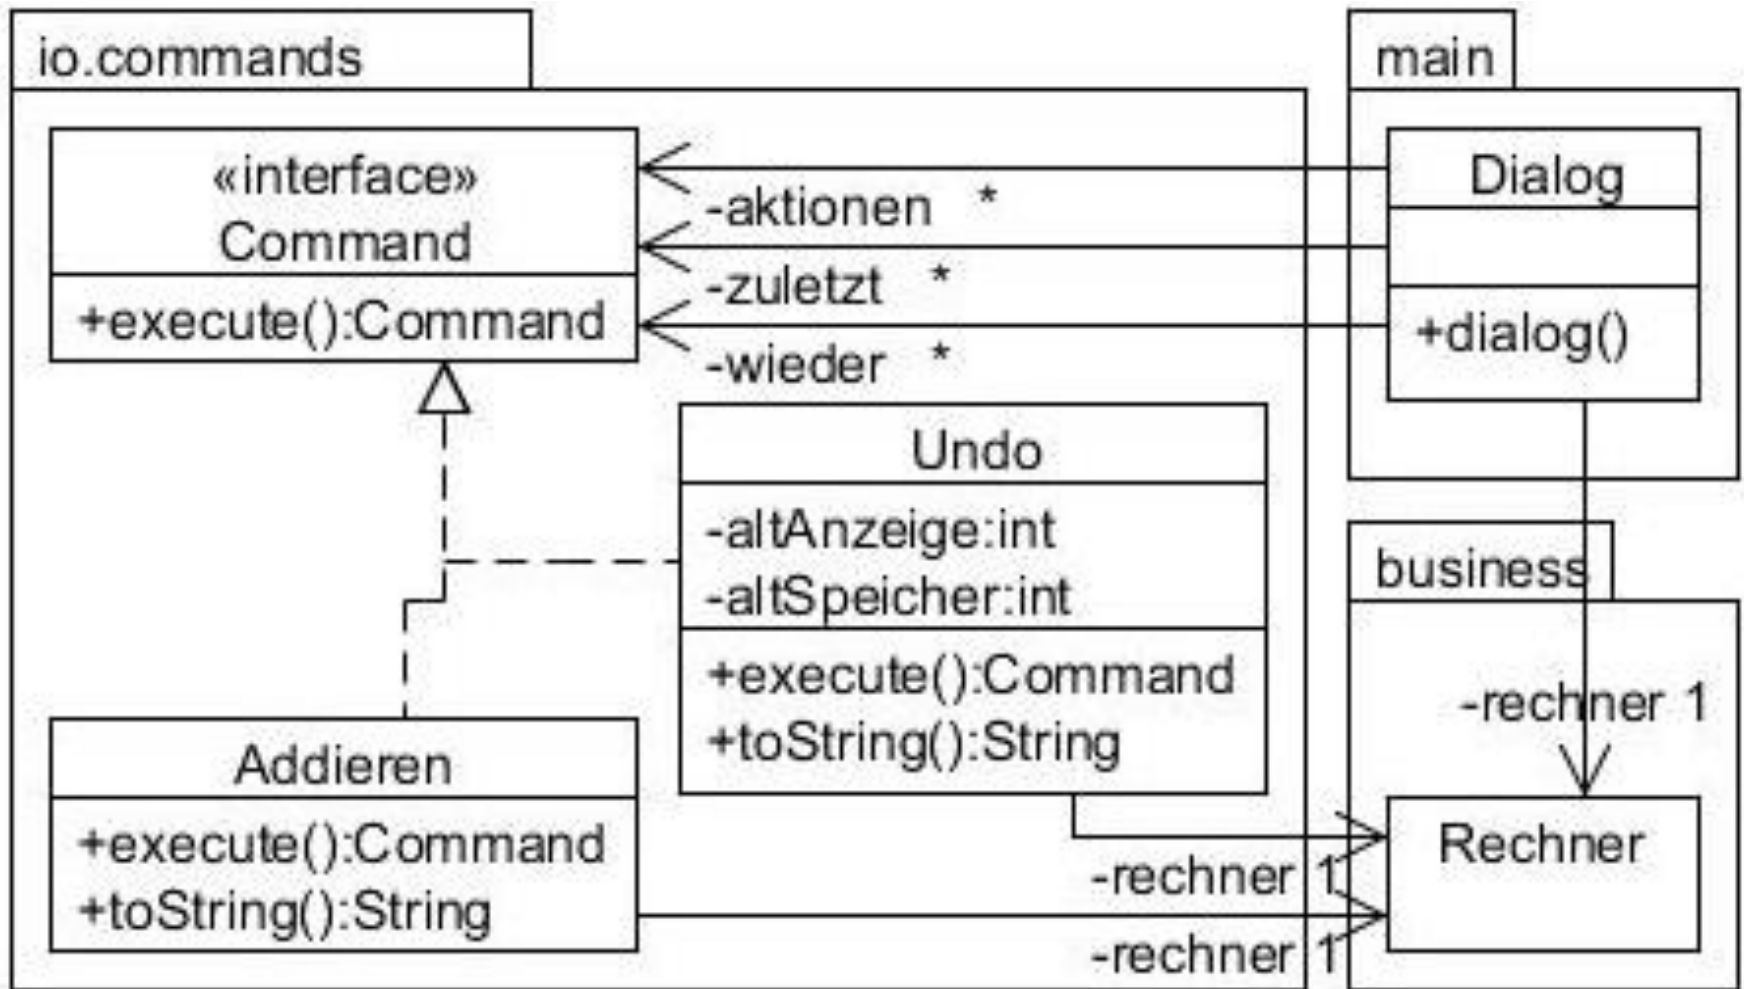 io.commands
«interface»
Command
+execute():Command
-aktionen *
-zuletzt *
-wieder *
main
Dialog
+dialog()
Undo
-altAnzeige:int
-altSpeicher:int
+execute():Command
+toString():String
Addieren
+execute():Command
+toString():String
business
-rechner 1
Rechner
-rechner 1
-rechner 1